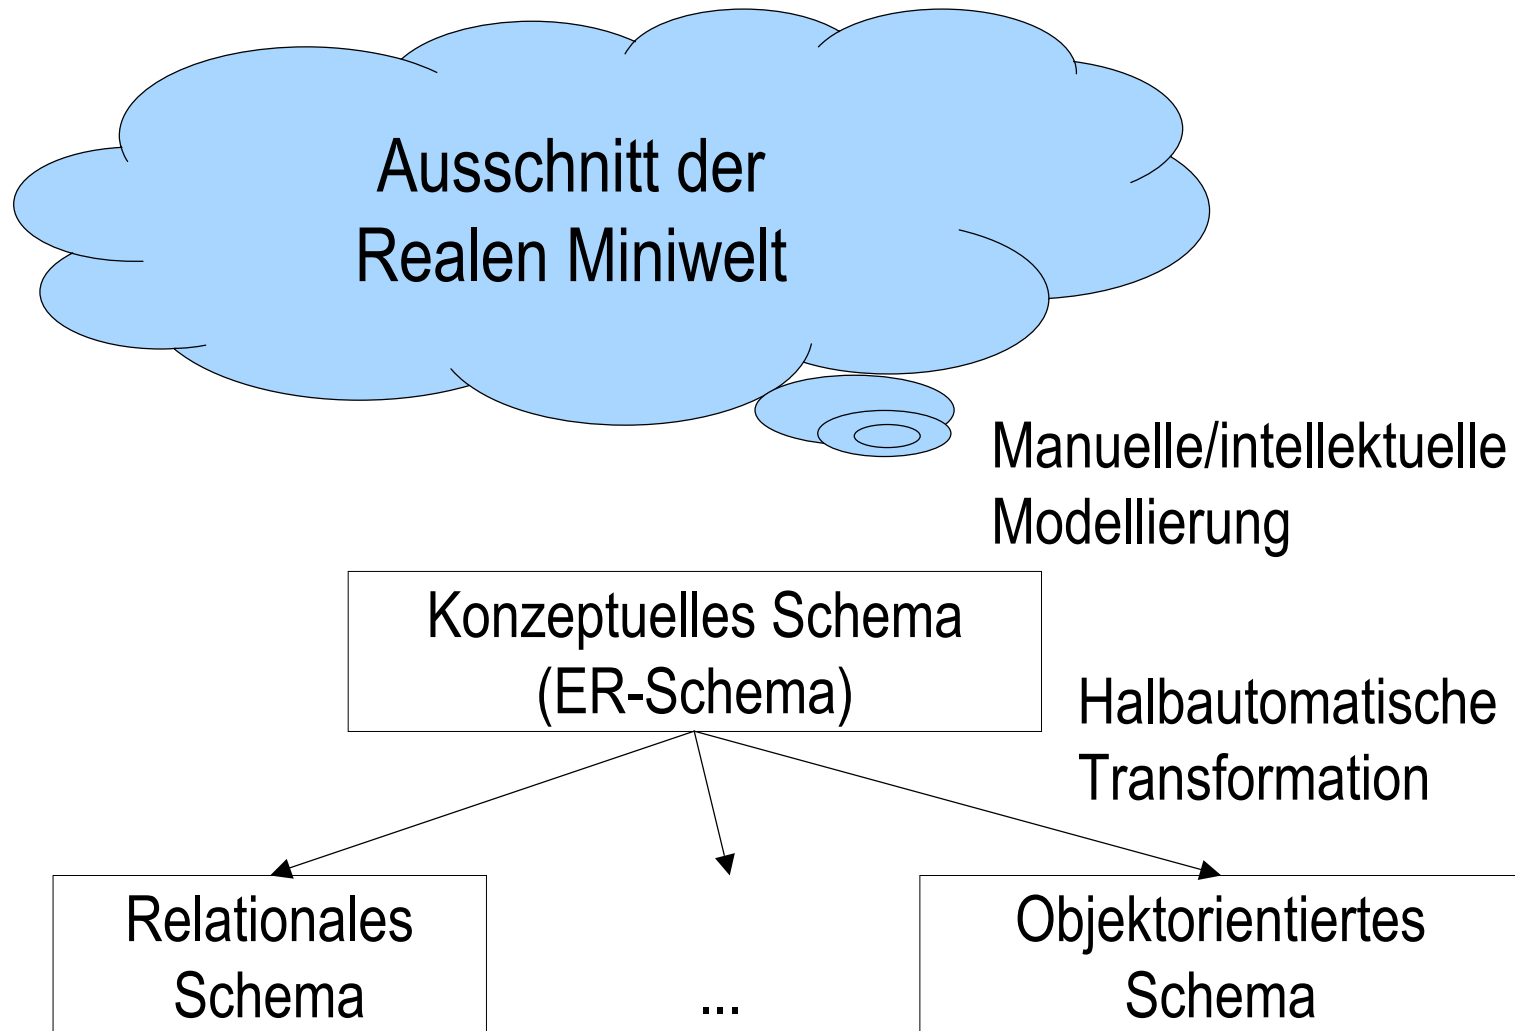 Ausschnitt der
Realen Miniwelt
Manuelle/intellektuelle
Modellierung
Konzeptuelles Schema
(ER-Schema)
Halbautomatische
Transformation
Relationales
Schema
...
Objektorientiertes
Schema